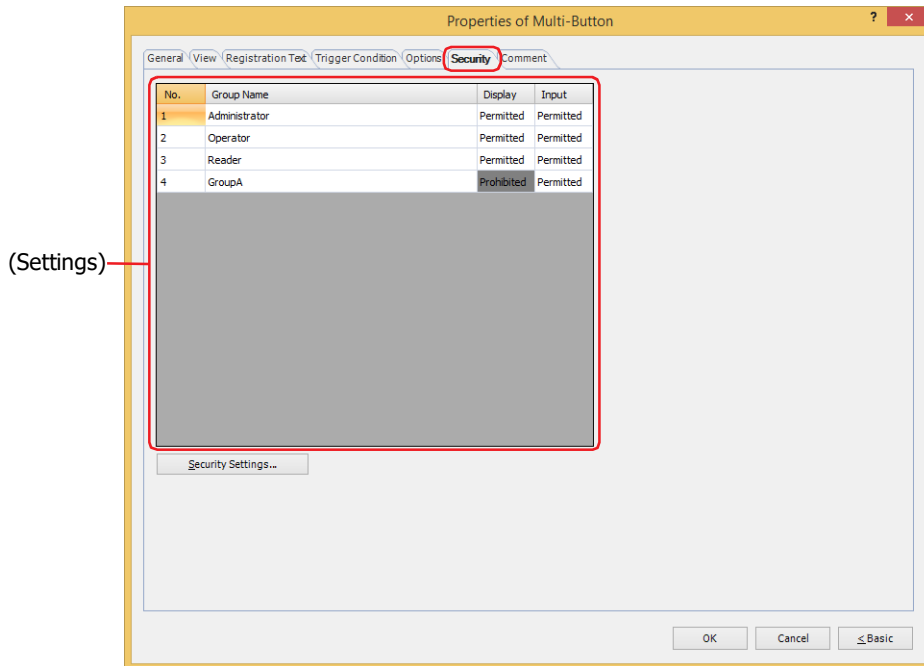 Properties of Multi-Button
? ×
General View Registration Text Trigger Condition Options Security Comment
No. Group Name Display Input
1 Administrator Permitted Permitted
2 Operator Permitted Permitted
3 Reader Permitted Permitted
4 GroupA Prohibited Permitted
(Settings)
Security Settings...
OK Cancel < Basic